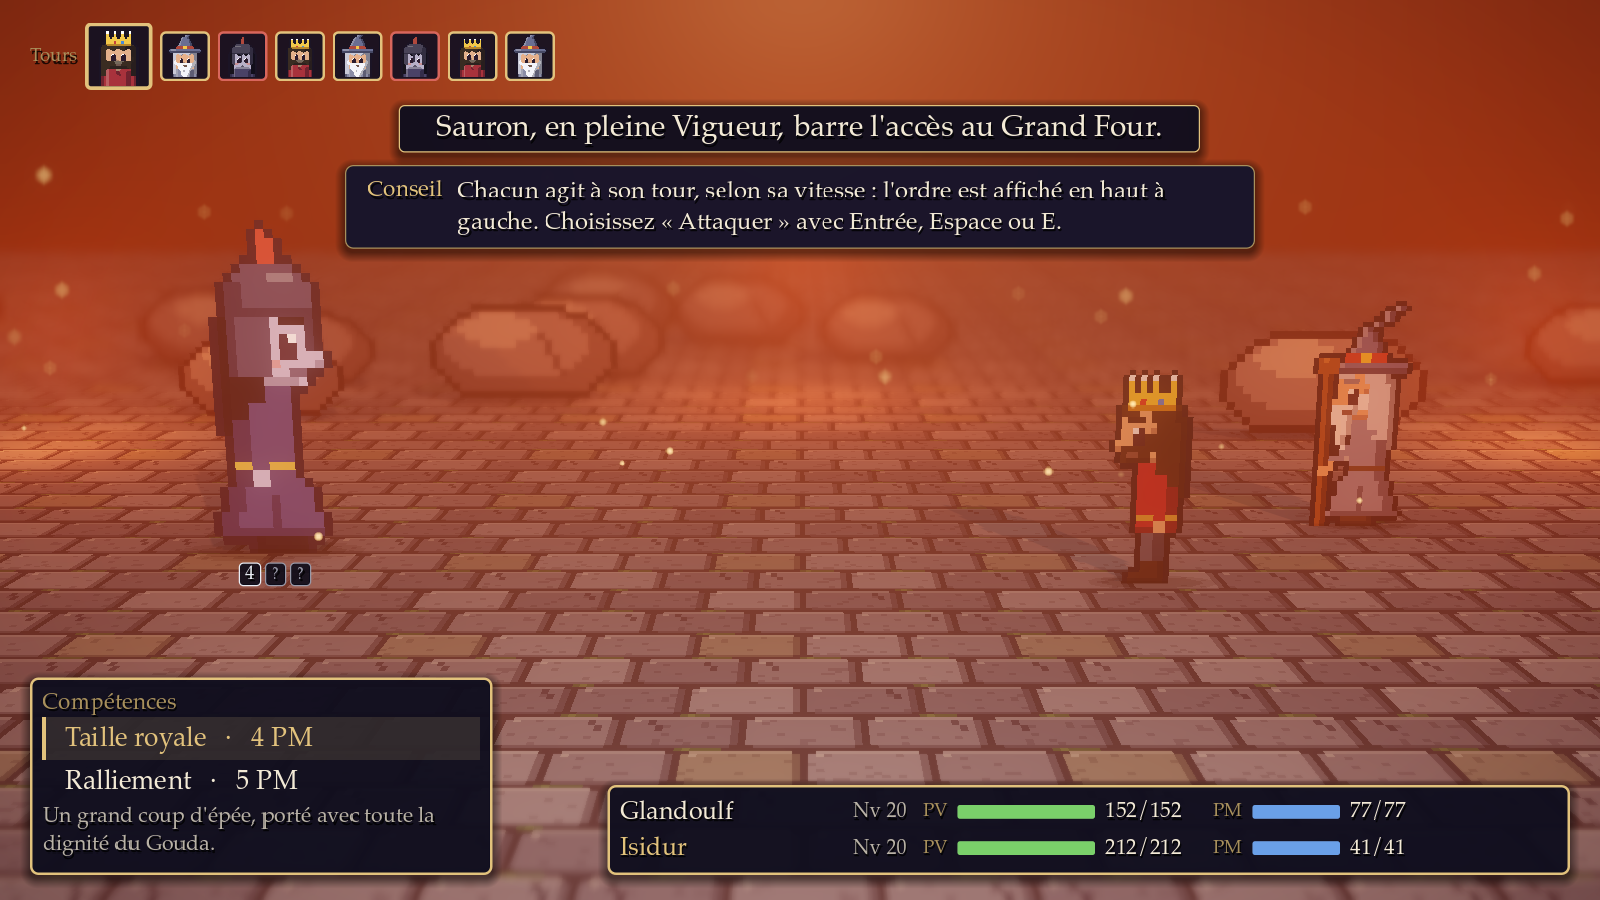 Tours
Sauron, en pleine Vigueur, barre l'accès au Grand Four.
Conseil Chacun agit à son tour, selon sa vitesse : l'ordre est affiché en haut à
gauche. Choisissez « Attaquer » avec Entrée, Espace ou E.
4 ? ?
Compétences
Taille royale · 4 PM
Ralliement · 5 PM
Un grand coup d'épée, porté avec toute la
dignité du Gouda.
Glandoulf Nv 20 PV 152/152 PM 77/77
Isidur Nv 20 PV 212/212 PM 41/41